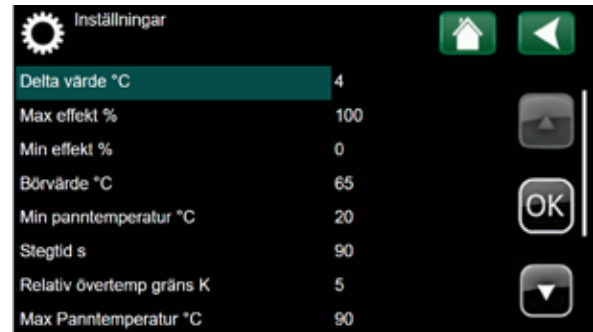 Inställningar
Delta värde °C 4
Max effekt % 100
Min effekt % 0
Börvärde °C 65
OK
Min panntemperatur °C 20
Stegtid s 90
Relativ övertemp gräns K 5
Max Panntemperatur °C 90